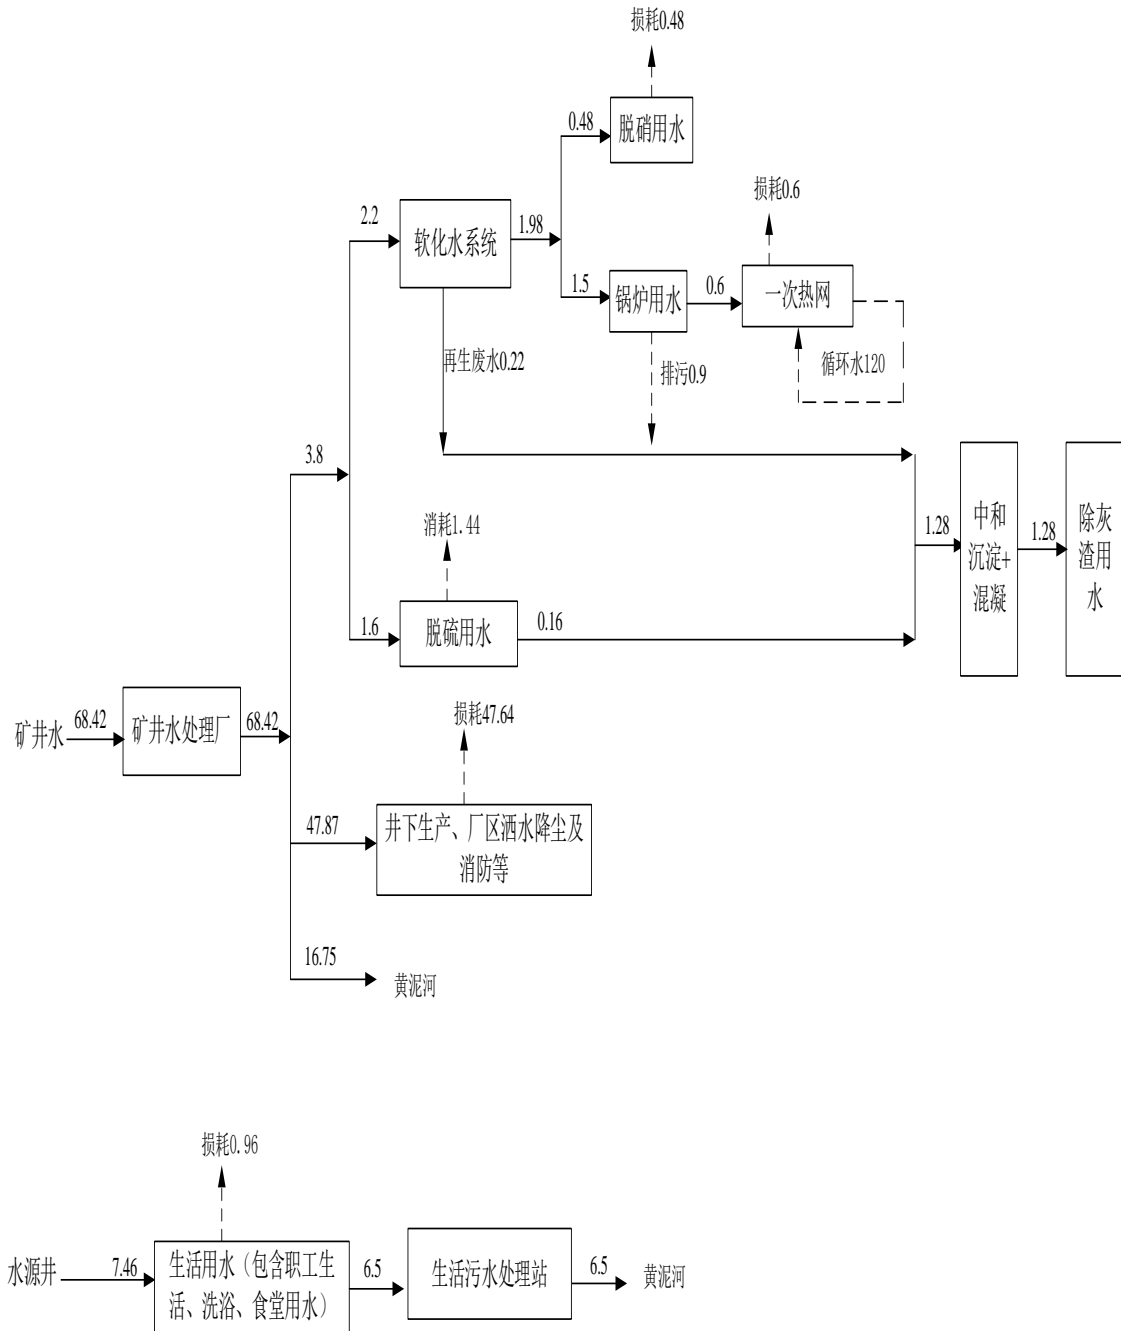 损耗0.48
0.48
脱硝用水
损耗0.6
2.2
软化水系统
1.98
1.5
锅炉用水
0.6
一次热网
循环水120
再生废水0.22
排污0.9
3.8
消耗1.44
1.6
脱硫用水
0.16
1.28
中和
沉淀+
混凝
1.28
除灰
渣用
水
矿井水
68.42
矿井水处理厂
68.42
损耗47.64
47.87
井下生产、厂区洒水降尘及
消防等
16.75
黄泥河
损耗0.96
水源井
7.46
生活用水（包含职工生
活、洗浴、食堂用水）
6.5
生活污水处理站
6.5
黄泥河